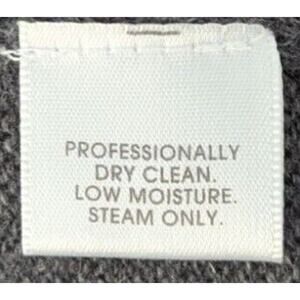 PROFESSIONALLY
DRY CLEAN.
LOW MOISTURE.
STEAM ONLY.